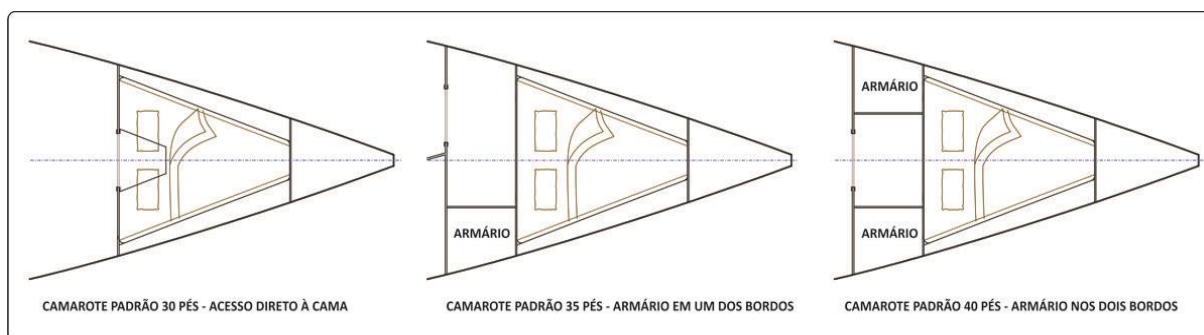 ARMÁRIO
CAMAROTE PADRÃO 30 PÉS - ACESSO DIRETO À CAMA
ARMÁRIO
CAMAROTE PADRÃO 35 PÉS - ARMÁRIO EM UM DOS BORDOS
ARMÁRIO
CAMAROTE PADRÃO 40 PÉS - ARMÁRIO NOS DOIS BORDOS